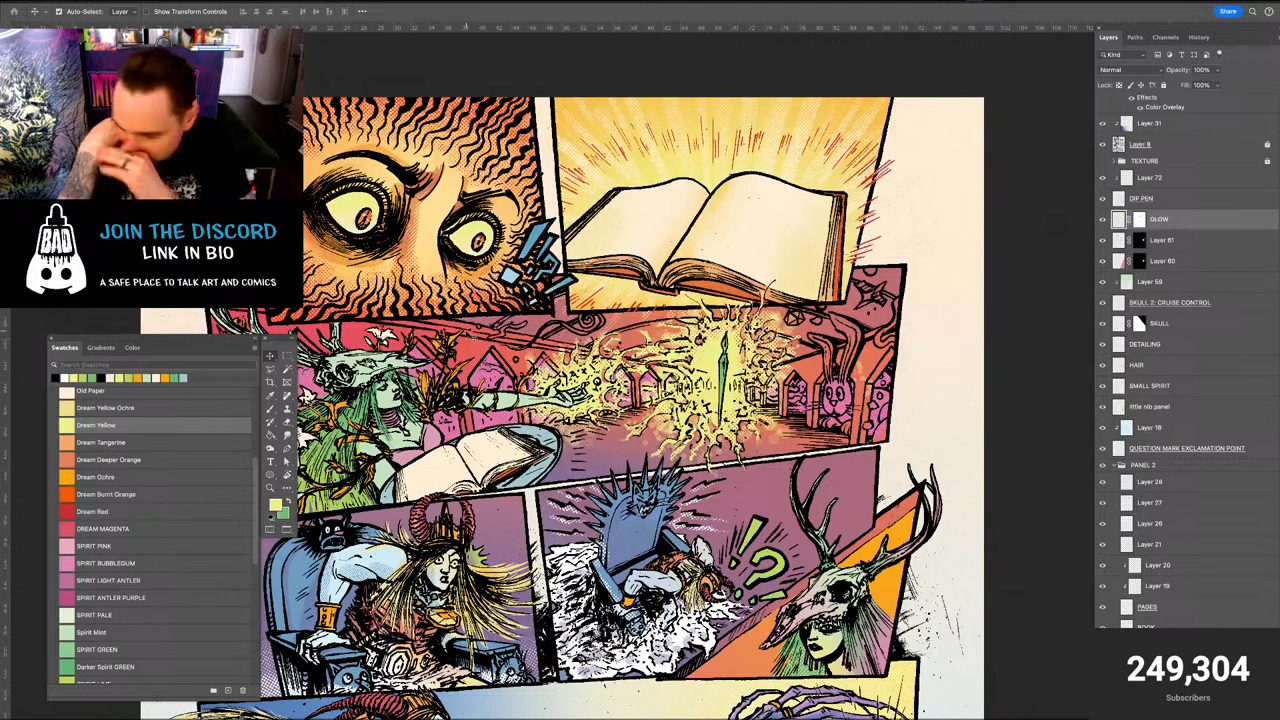 Auto-Select:
Layer
Show Transform Controls
Share
JOIN THE DISCORD
LINK IN BIO
A SAFE PLACE TO TALK ART AND COMICS
BAD
!?
Swatches
Gradients
Color
Search Swatches
Old Paper
Dream Yellow Ochre
Dream Yellow
Dream Tangerine
Dream Deeper Orange
Dream Ochre
Dream Burnt Orange
Dream Red
DREAM MAGENTA
SPIRIT PINK
SPIRIT BUBBLEGUM
SPIRIT LIGHT ANTLER
SPIRIT ANTLER PURPLE
SPIRIT PALE
Spirit Mint
SPIRIT GREEN
Darker Spirit GREEN
Layers
Paths
Channels
History
Kind
Normal
Opacity: 100%
Lock:
Fill: 100%
Effects
Color Overlay
Layer 31
Layer 8
TEXTURE
Layer 72
DIP PEN
GLOW
Layer 61
Layer 60
Layer 59
SKULL 2: CRUISE CONTROL
SKULL
DETAILING
HAIR
SMALL SPIRIT
little nib panel
Layer 18
QUESTION MARK EXCLAMATION POINT
PANEL 2
Layer 28
Layer 27
Layer 26
Layer 21
Layer 20
Layer 19
PAGES
249,304
Subscribers